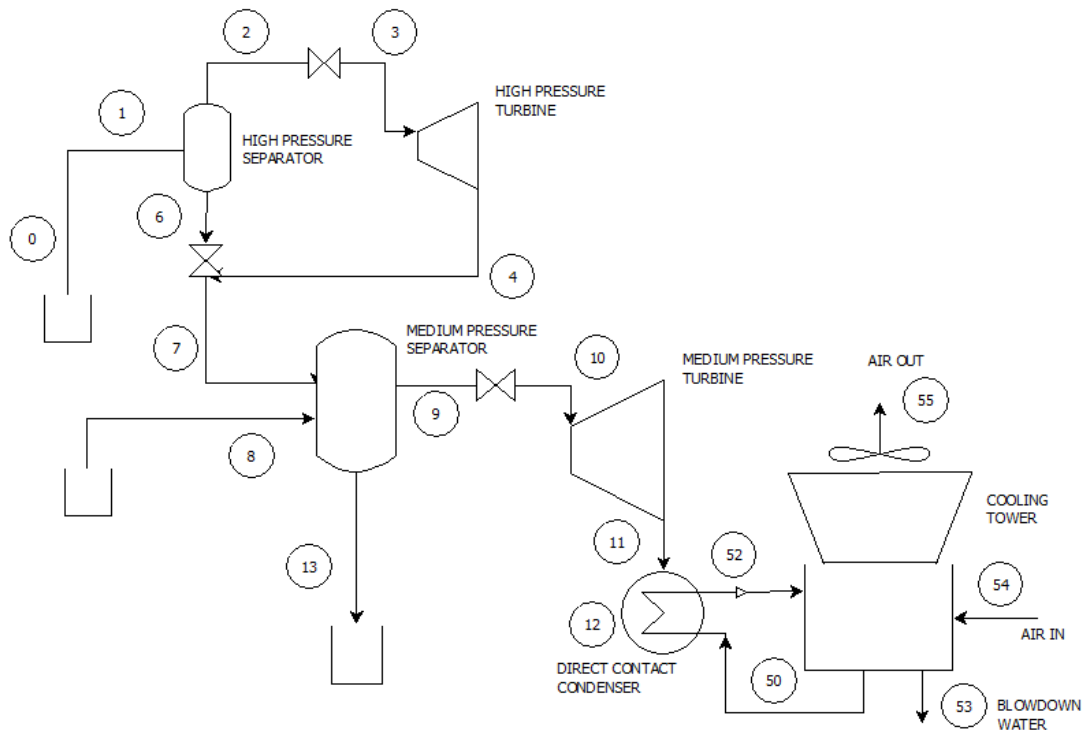 2
3
1
HIGH PRESSURE
TURBINE
HIGH PRESSURE
SEPARATOR
6
0
4
7
MEDIUM PRESSURE
SEPARATOR
10
MEDIUM PRESSURE
TURBINE
AIR OUT
55
9
8
COOLING
TOWER
11
52
13
54
12
AIR IN
DIRECT CONTACT
CONDENSER
50
53
BLOWDOWN
WATER